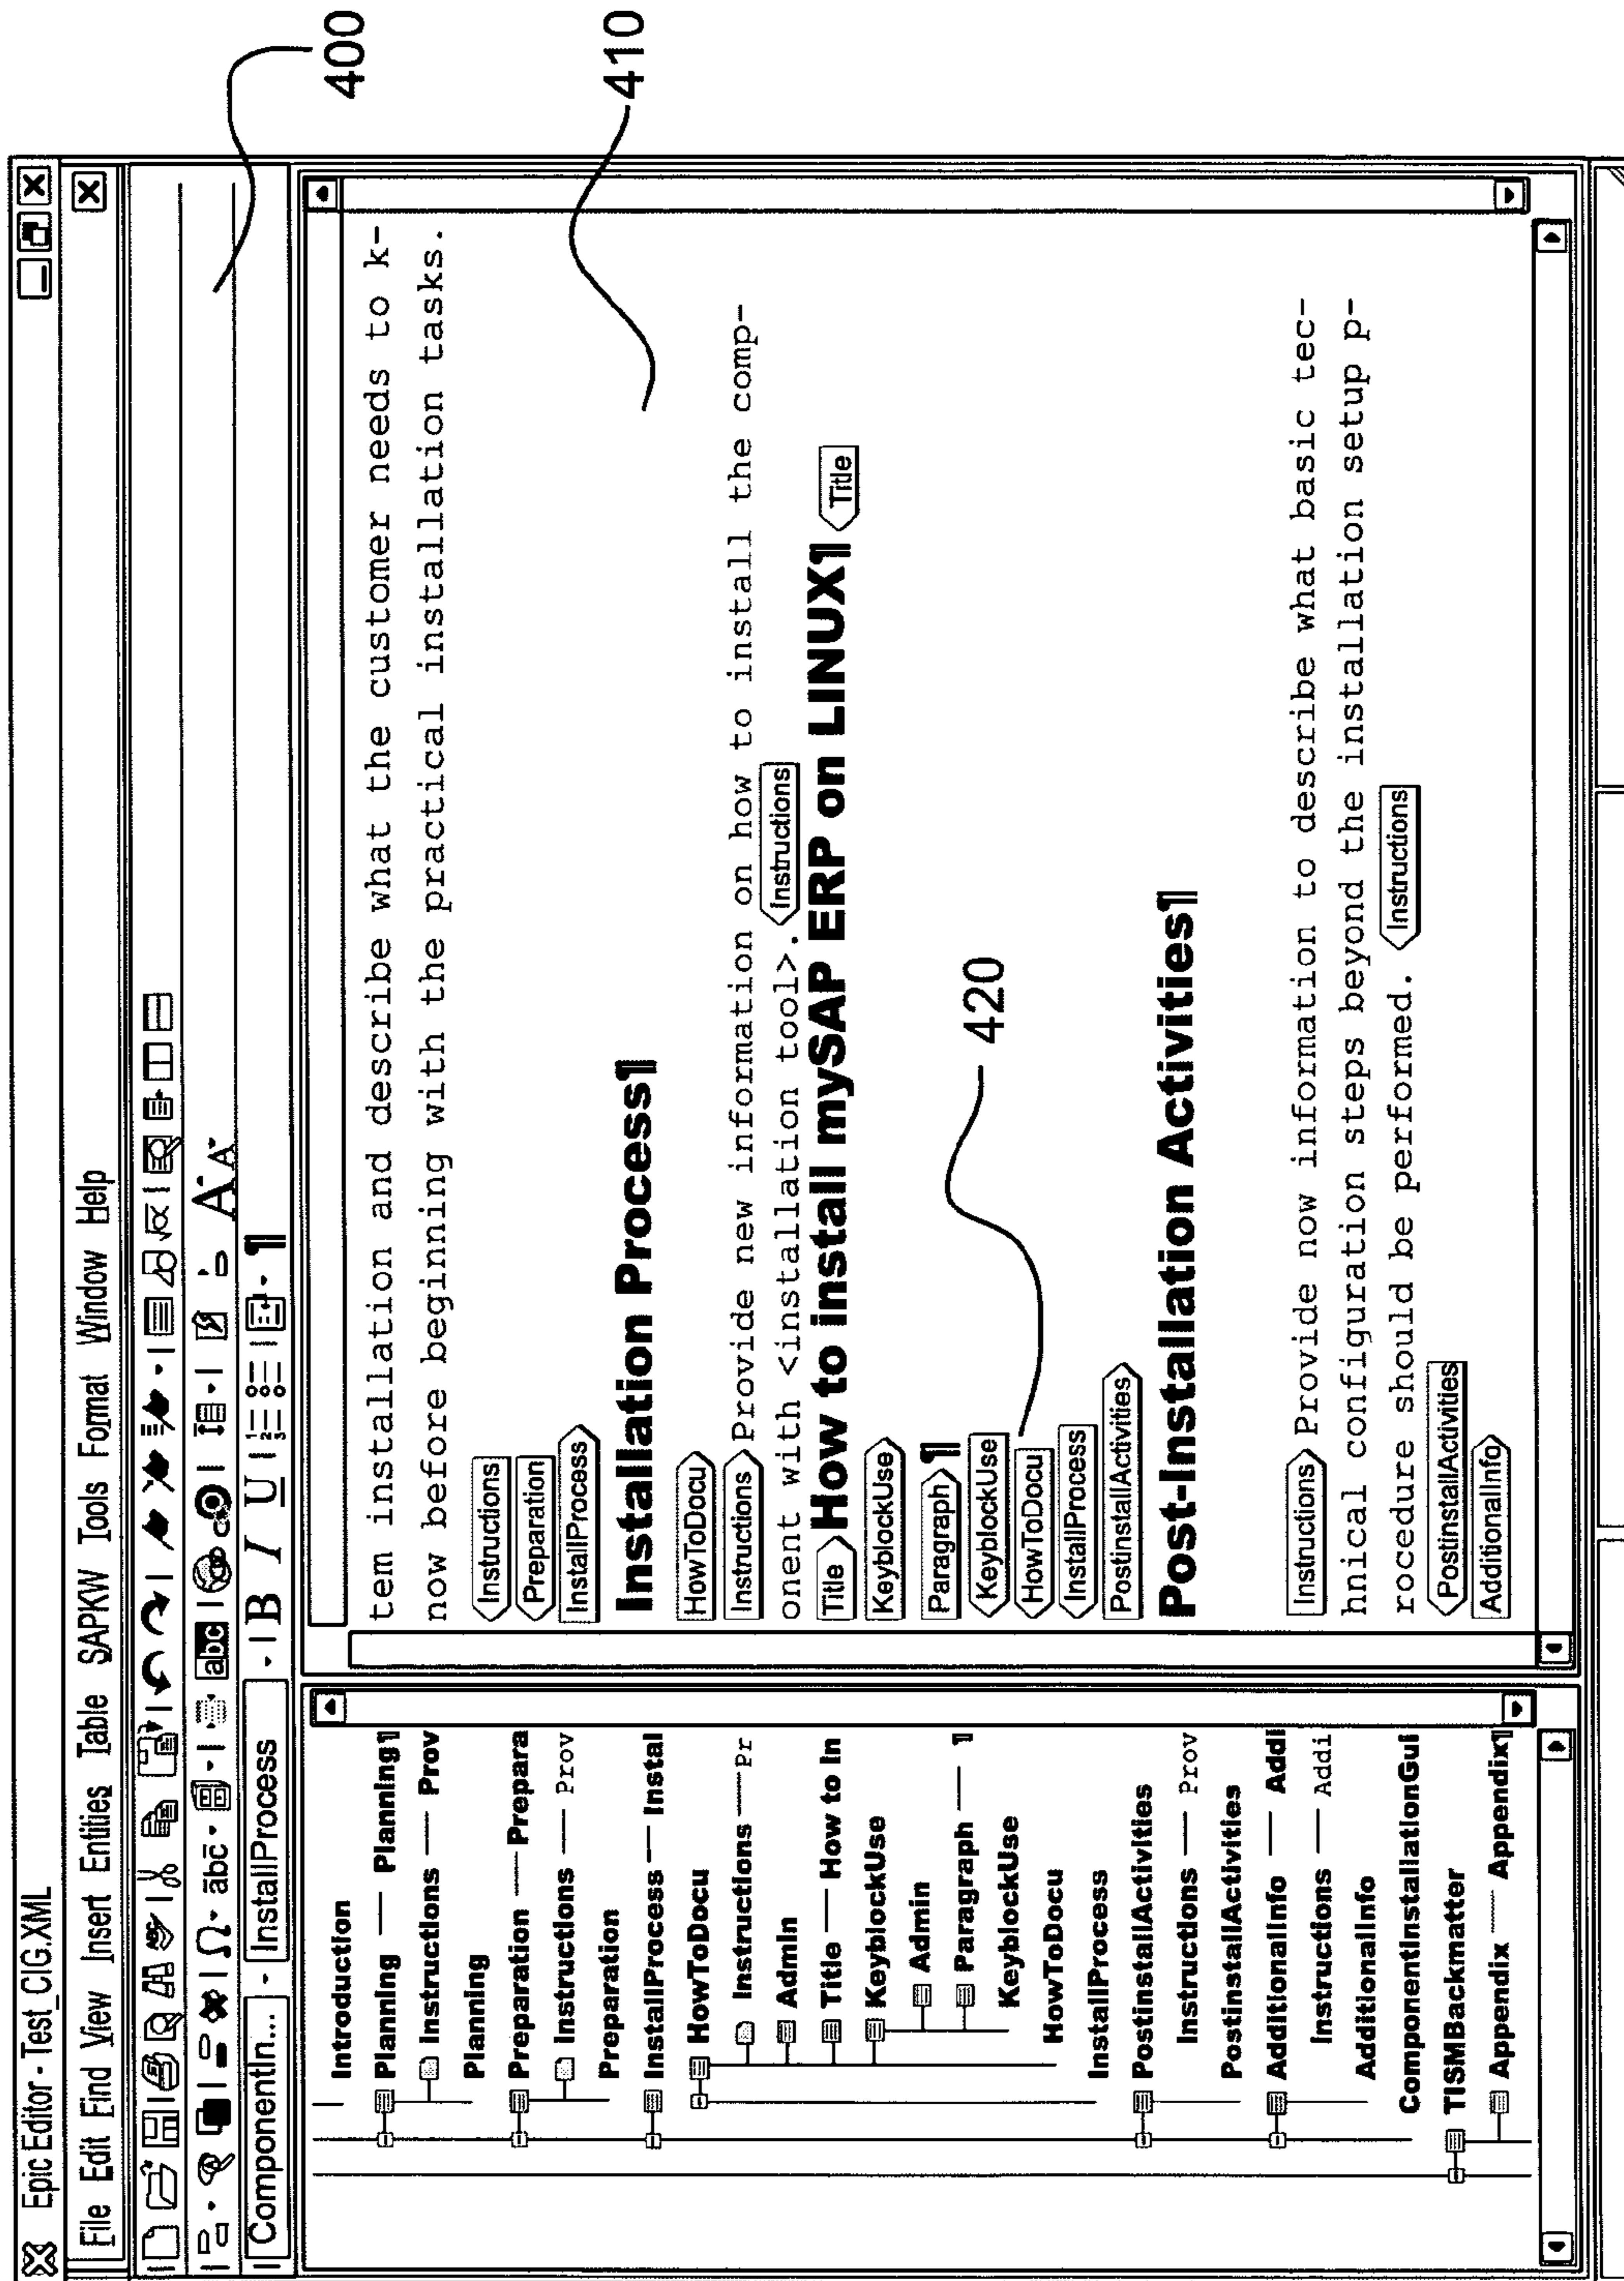 Epic Editor - Test_CIG.XML
File Edit Find View Insert Entities Table SAPKW Tools Format Window Help
ABC
Ω äbc abc A A
ComponentIn... InstallProcess B I U ¶
400
410
Introduction
Planning Planning¶
Instructions Prov
Planning
Preparation Prepara
Instructions Prov
Preparation
InstallProcess Instal
HowToDocu
Instructions Pr
Admin
Title How to In
KeyblockUse
Admin
Paragraph ¶
KeyblockUse
HowToDocu
InstallProcess
PostinstallActivities
Instructions Prov
PostinstallActivities
AdditionalInfo Addi
Instructions Addi
AdditionalInfo
ComponentInstallationGui
TISMBackmatter
Appendix Appendix¶
tem installation and describe what the customer needs to k-
now before beginning with the practical installation tasks.
Instructions
Preparation
InstallProcess
Installation Process¶
HowToDocu
Instructions Provide new information on how to install the comp-
onent with <installation tool>. Instructions
Title How to install mySAP ERP on LINUX¶ Title
KeyblockUse
Paragraph ¶
KeyblockUse
HowToDocu
420
InstallProcess
PostinstallActivities
Post-Installation Activities¶
Instructions Provide now information to describe what basic tec-
hnical configuration steps beyond the installation setup p-
rocedure should be performed. Instructions
PostinstallActivities
AdditionalInfo